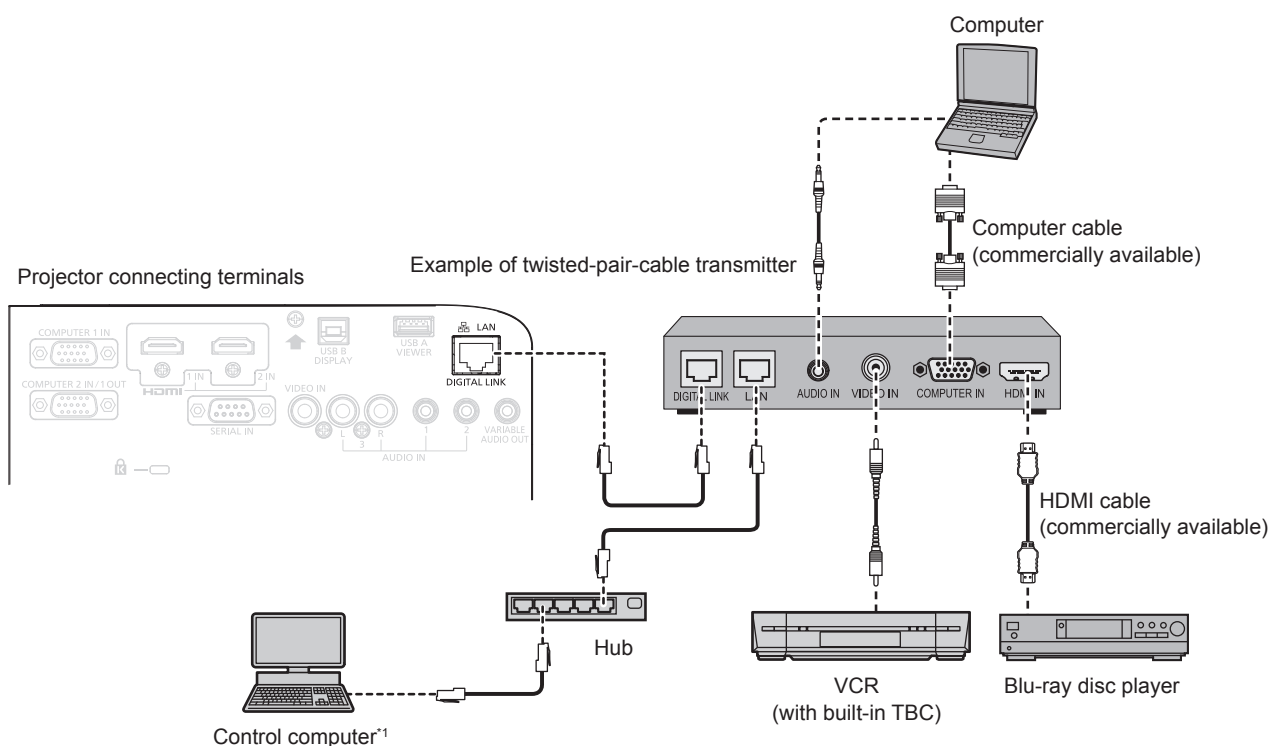 Computer
Computer cable
(commercially available)
Example of twisted-pair-cable transmitter
Projector connecting terminals
COMPUTER 1 IN
COMPUTER 2 IN/1 OUT
HDMI
1 IN
2 IN
SERIAL IN
USB B
DISPLAY
USB A
VIEWER
LAN
DIGITAL LINK
VIDEO IN
L
R
3
1
2
AUDIO IN
VARIABLE
AUDIO OUT
K
DIGITAL LINK
LAN
AUDIO IN
VIDEO IN
COMPUTER IN
HDMI IN
HDMI cable
(commercially available)
Hub
VCR
(with built-in TBC)
Blu-ray disc player
Control computer*1